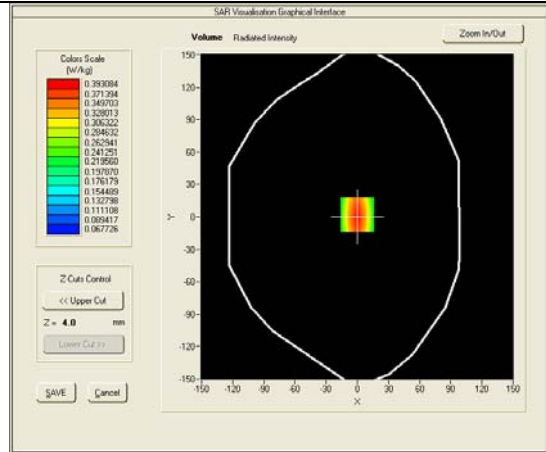 SAR Visualisation Graphical Interface
Volume Radiated Intensity
Zoom In/Out
Colors Scale
(W/kg)
0.393084
0.371394
0.349703
0.328013
0.306322
0.284632
0.262941
0.241251
0.219560
0.197870
0.176179
0.154489
0.132798
0.111108
0.089417
0.067726
Z Cuts Control
<< Upper Cut
Z = 4.0 mm
Lower Cut >>
SAVE Cancel
150
120
90
60
30
0
-30
-60
-90
-120
-150
Y
-150 -120 -90 -60 -30 0 30 60 90 120 150
X